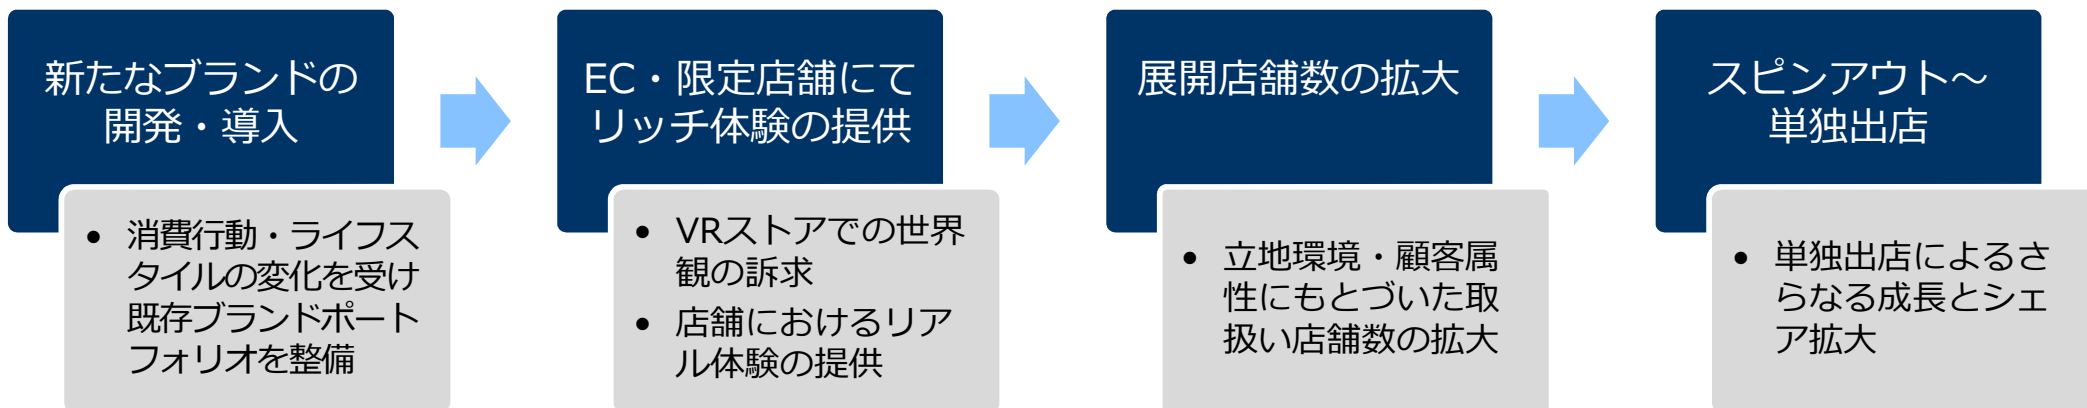 新たなブランドの
開発・導入
• 消費行動・ライフス
タイルの変化を受け
既存ブランドポート
フォリオを整備
EC・限定店舗にて
リッチ体験の提供
• VRストアでの世界
観の訴求
• 店舗におけるリア
ル体験の提供
展開店舗数の拡大
• 立地環境・顧客属
性にもとづいた取
扱い店舗数の拡大
スピンアウト～
単独出店
• 単独出店によるさ
らなる成長とシェ
ア拡大